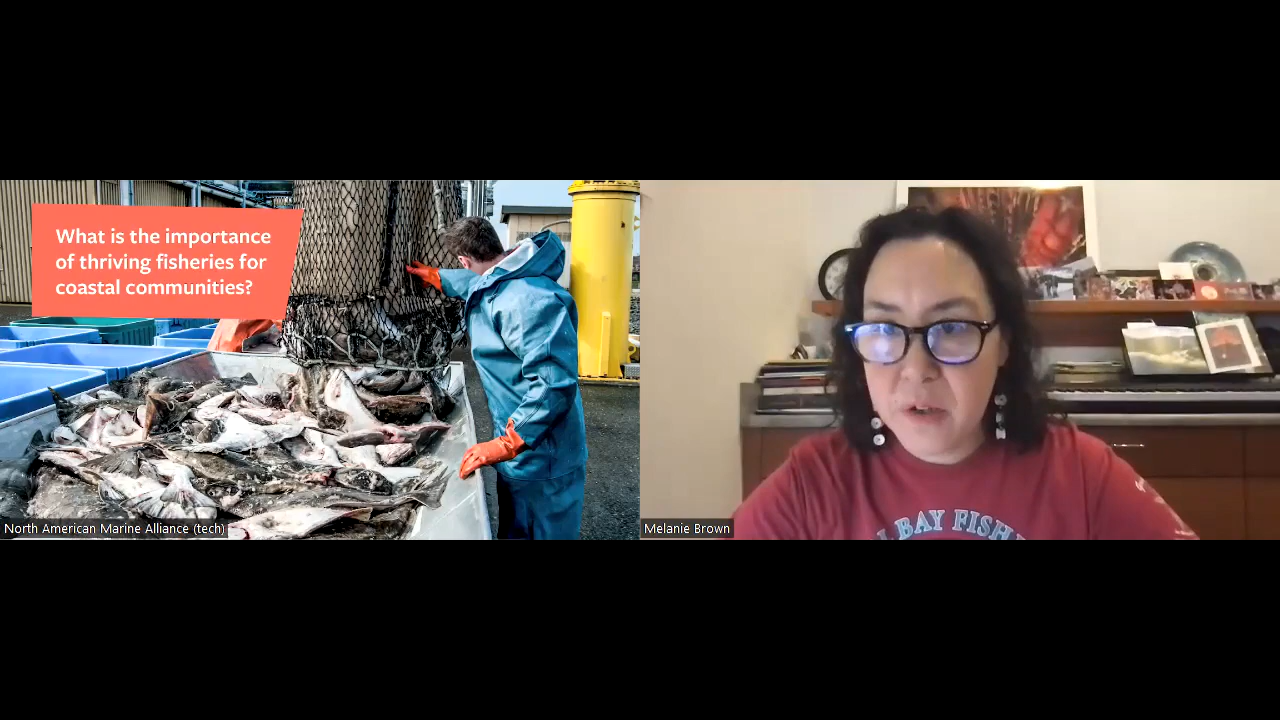 What is the importance
of thriving fisheries for
coastal communities?
North American Marine Alliance (tech)
Melanie Brown
BAY FISH